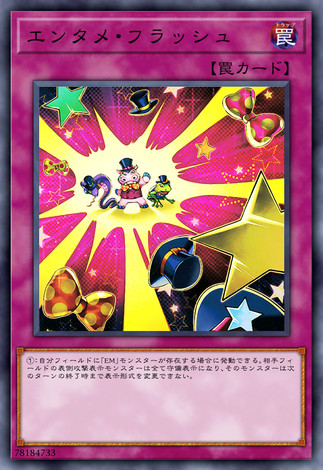 エンタメ・フラッシュ
トラップ
罠
【罠カード】
①:自分フィールドに「EM」モンスターが存在する場合に発動できる。相手フィ
ールドの表側攻撃表示モンスターは全て守備表示になり、そのモンスターは次
のターンの終了時まで表示形式を変更できない。
78184733